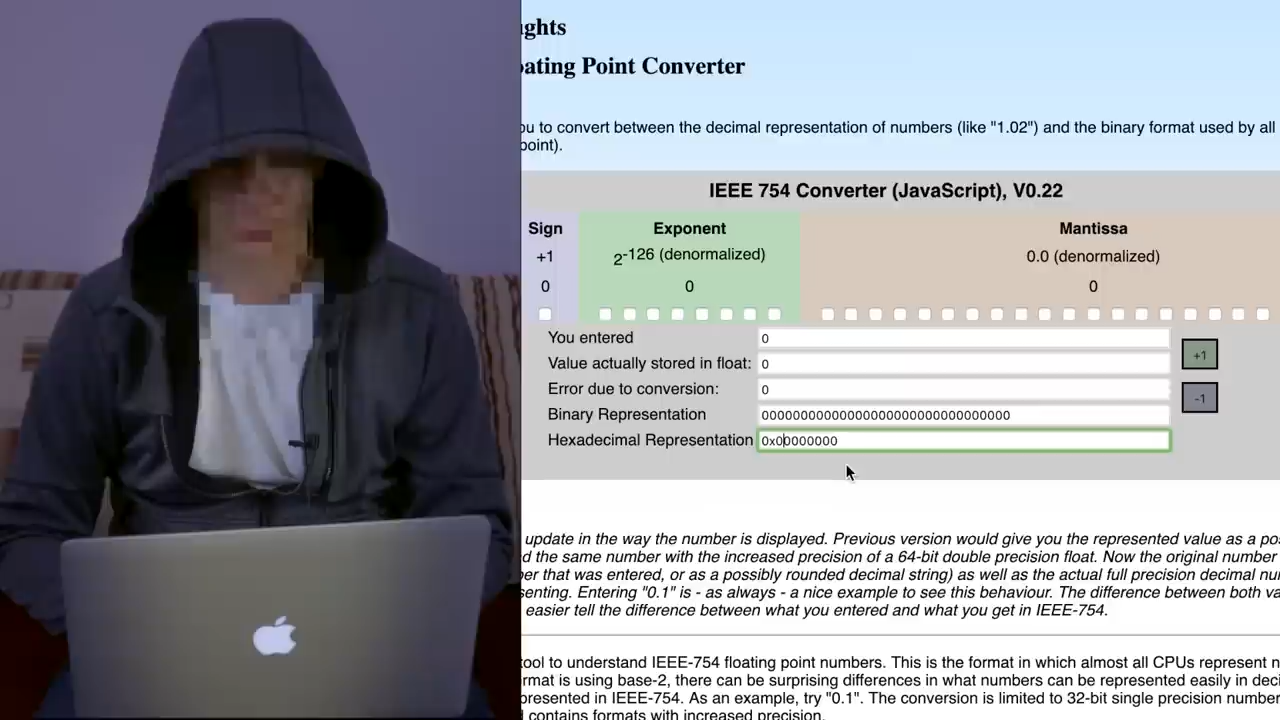 ghts
ating Point Converter
u to convert between the decimal representation of numbers (like "1.02") and the binary format used by all
point).
IEEE 754 Converter (JavaScript), V0.22
Sign Exponent Mantissa
+1 2-126 (denormalized) 0.0 (denormalized)
0 0 0
You entered 0
+1
Value actually stored in float: 0
Error due to conversion: 0
-1
Binary Representation 00000000000000000000000000000000
Hexadecimal Representation 0x00000000
update in the way the number is displayed. Previous version would give you the represented value as a po
d the same number with the increased precision of a 64-bit double precision float. Now the original number
er that was entered, or as a possibly rounded decimal string) as well as the actual full precision decimal nu
senting. Entering "0.1" is - as always - a nice example to see this behaviour. The difference between both va
easier tell the difference between what you entered and what you get in IEEE-754.
tool to understand IEEE-754 floating point numbers. This is the format in which almost all CPUs represent n
rmat is using base-2, there can be surprising differences in what numbers can be represented easily in deci
presented in IEEE-754. As an example, try "0.1". The conversion is limited to 32-bit single precision number
contains formats with increased precision.